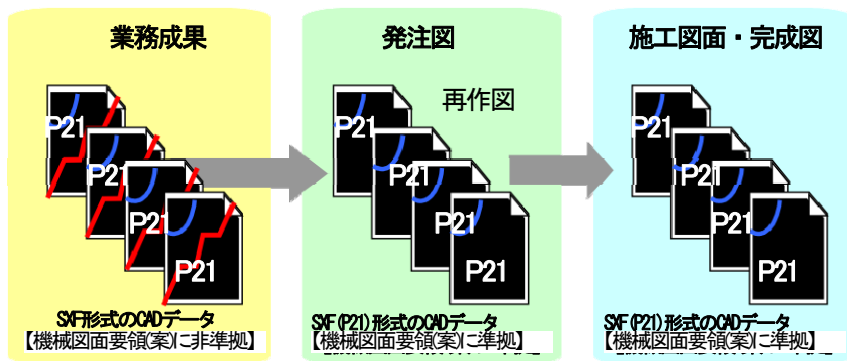 業務成果
P21
P21
P21
P21
SXF形式のCADデータ
【機械図面要領(案)に非準拠】
発注図
再作図
P21
P21
P21
P21
SXF(P21)形式のCADデータ
【機械図面要領(案)に準拠】
施工図面・完成図
P21
P21
P21
P21
SXF(P21)形式のCADデータ
【機械図面要領(案)に準拠】